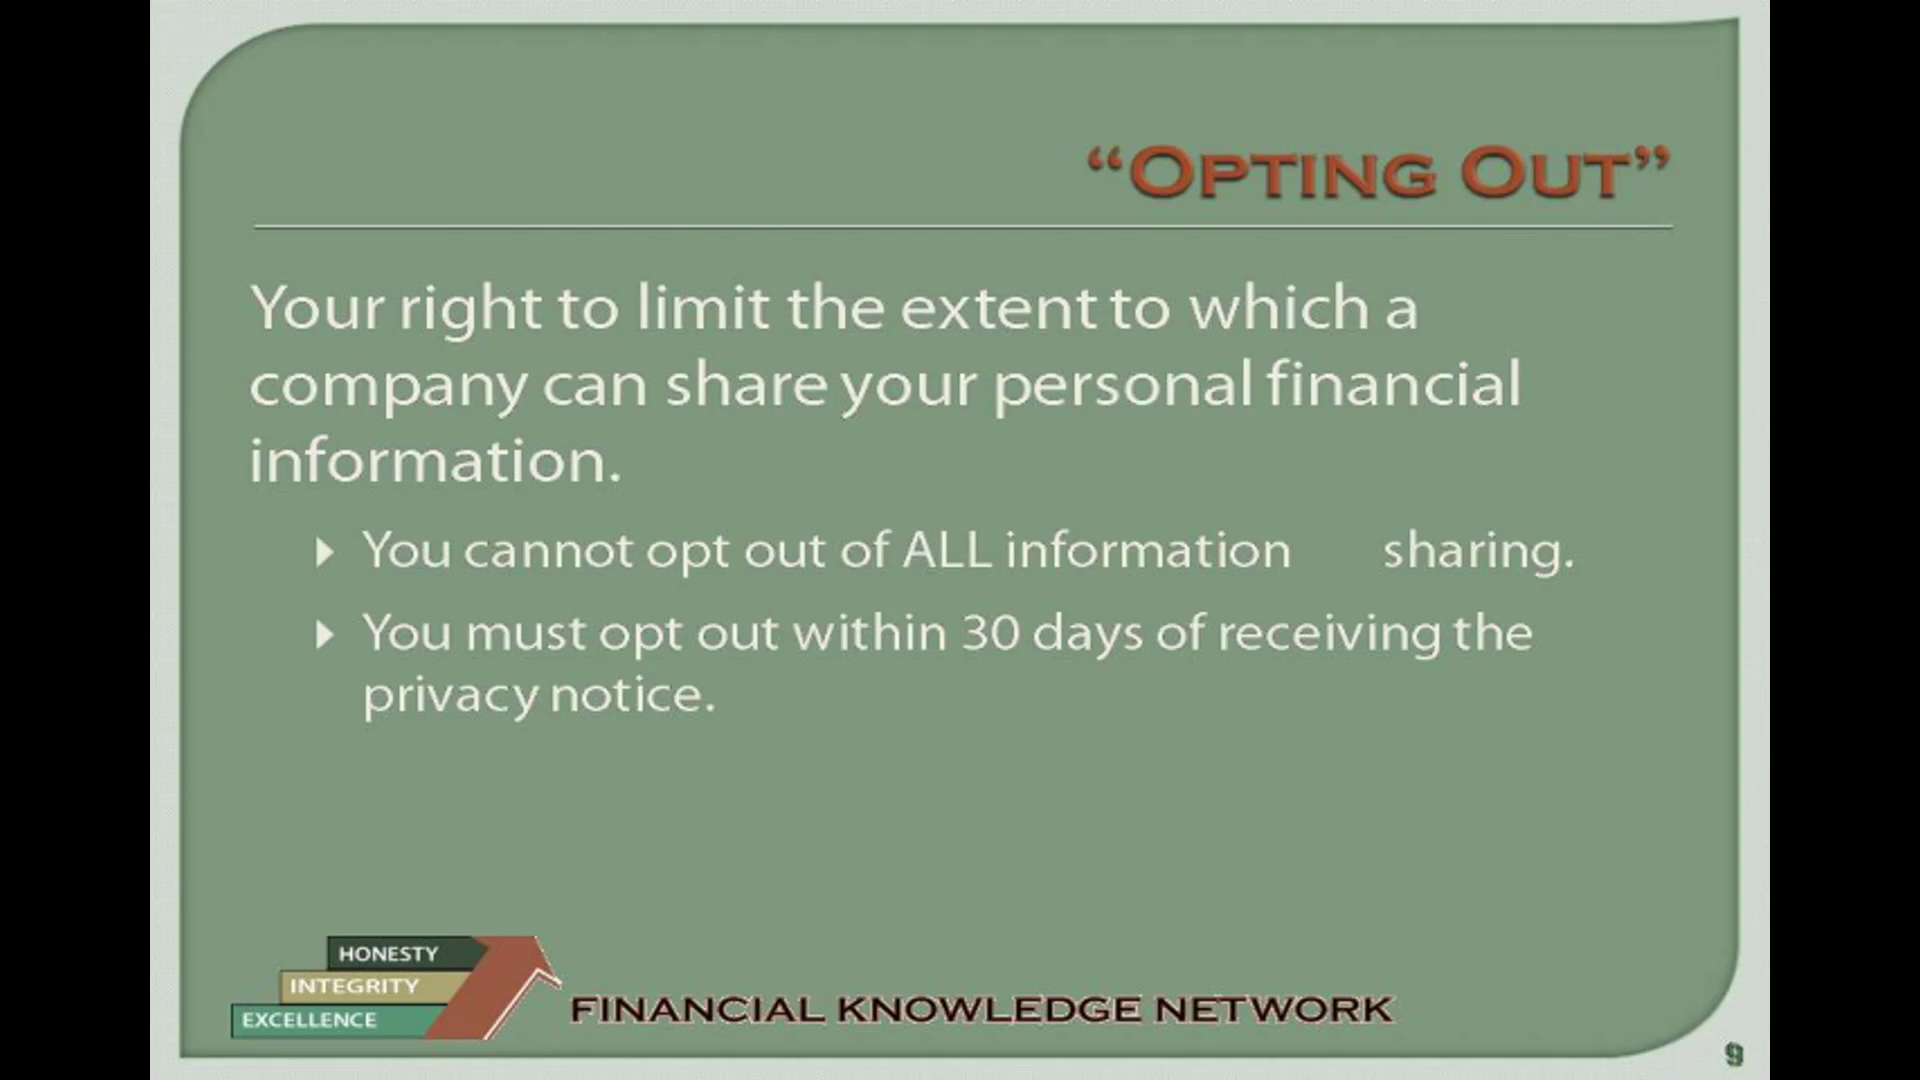 “Opting Out”
Your right to limit the extent to which a
company can share your personal financial
information.
You cannot opt out of ALL information sharing.
You must opt out within 30 days of receiving the
privacy notice.
HONESTY
INTEGRITY
EXCELLENCE
FINANCIAL KNOWLEDGE NETWORK
9